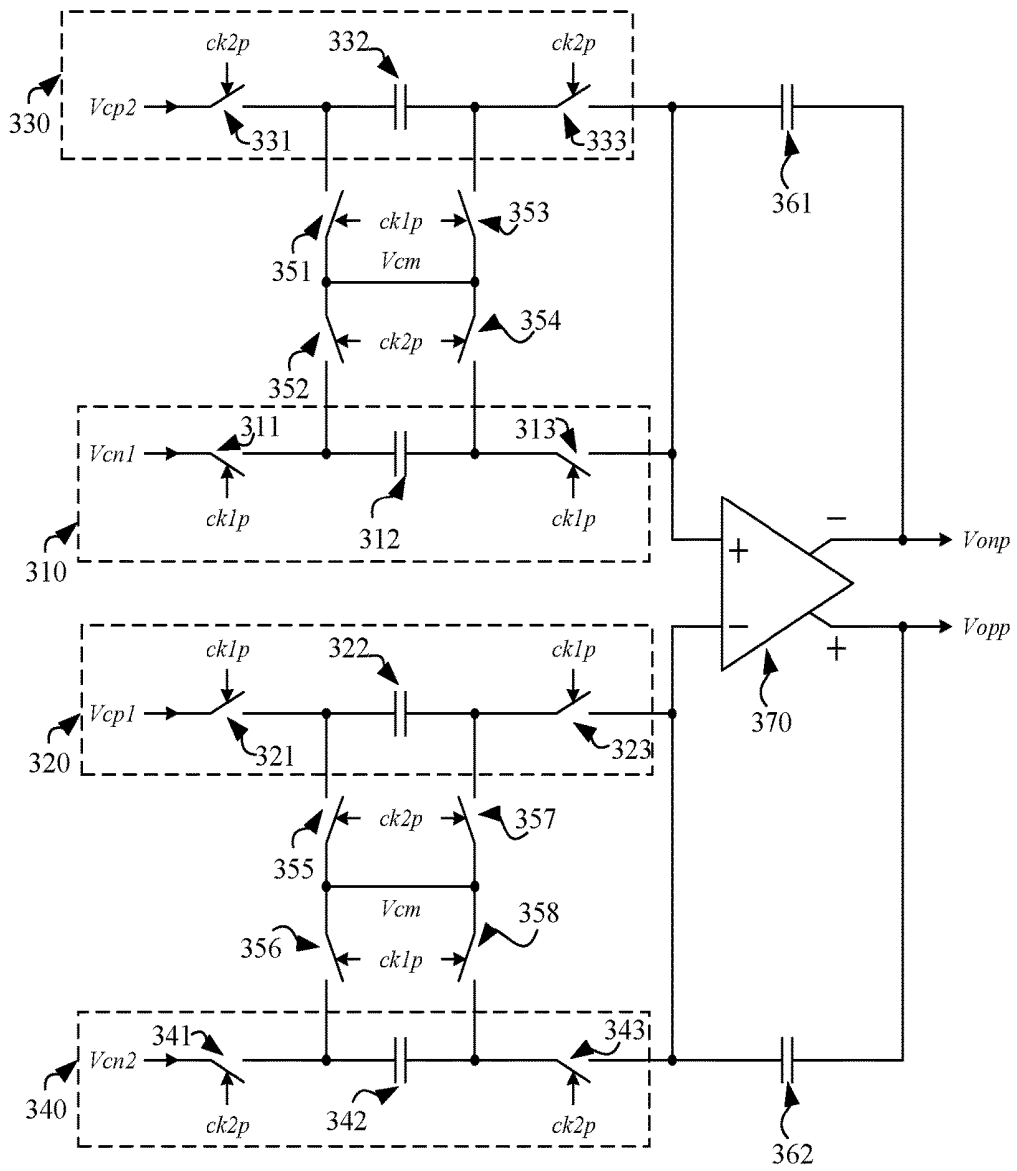 ck2p 332 ck2p
Vcp2
330
331 333
361
351 ck1p 353
Vcm
352 ck2p 354
311 313
Vcn1
ck1p 312 ck1p
310
+ − Vonp
− + Vopp
370
ck1p 322 ck1p
Vcp1
320 321 323
355 ck2p 357
Vcm
356 ck1p 358
341 343
Vcn2
340 ck2p 342 ck2p
362